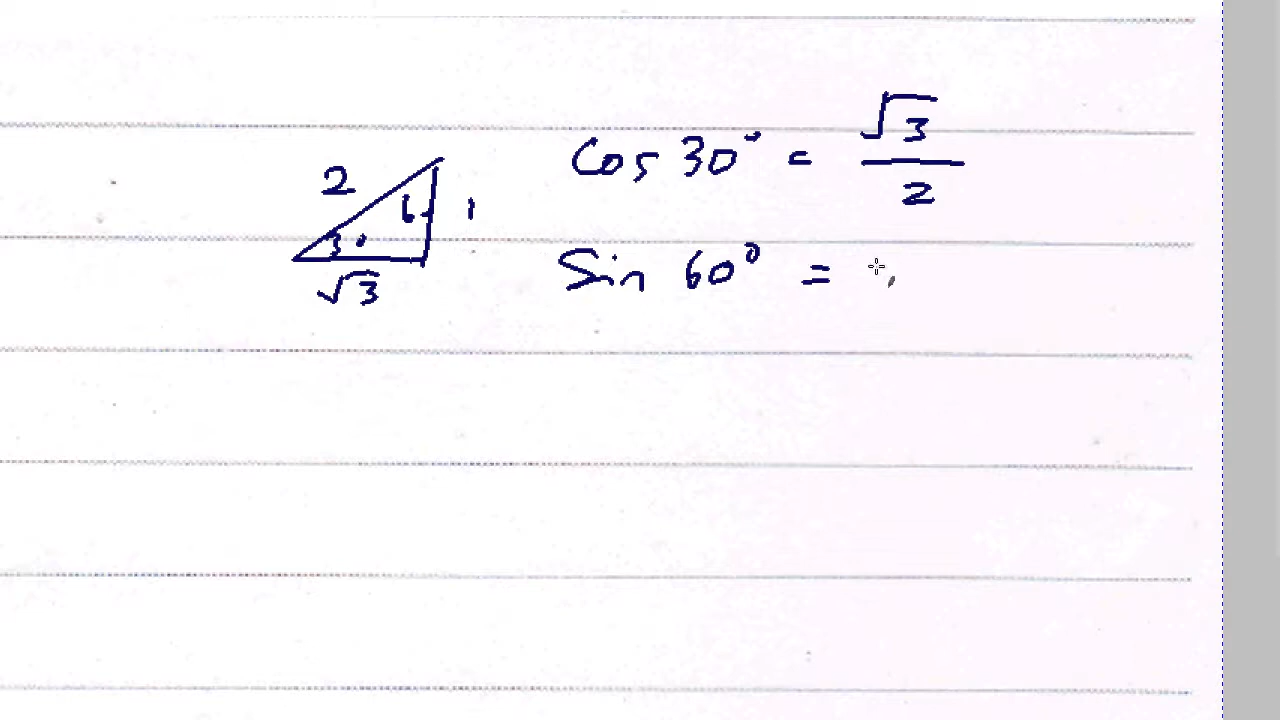 cos 30° = √3/2
2
6
1
30
√3
Sin 60° =